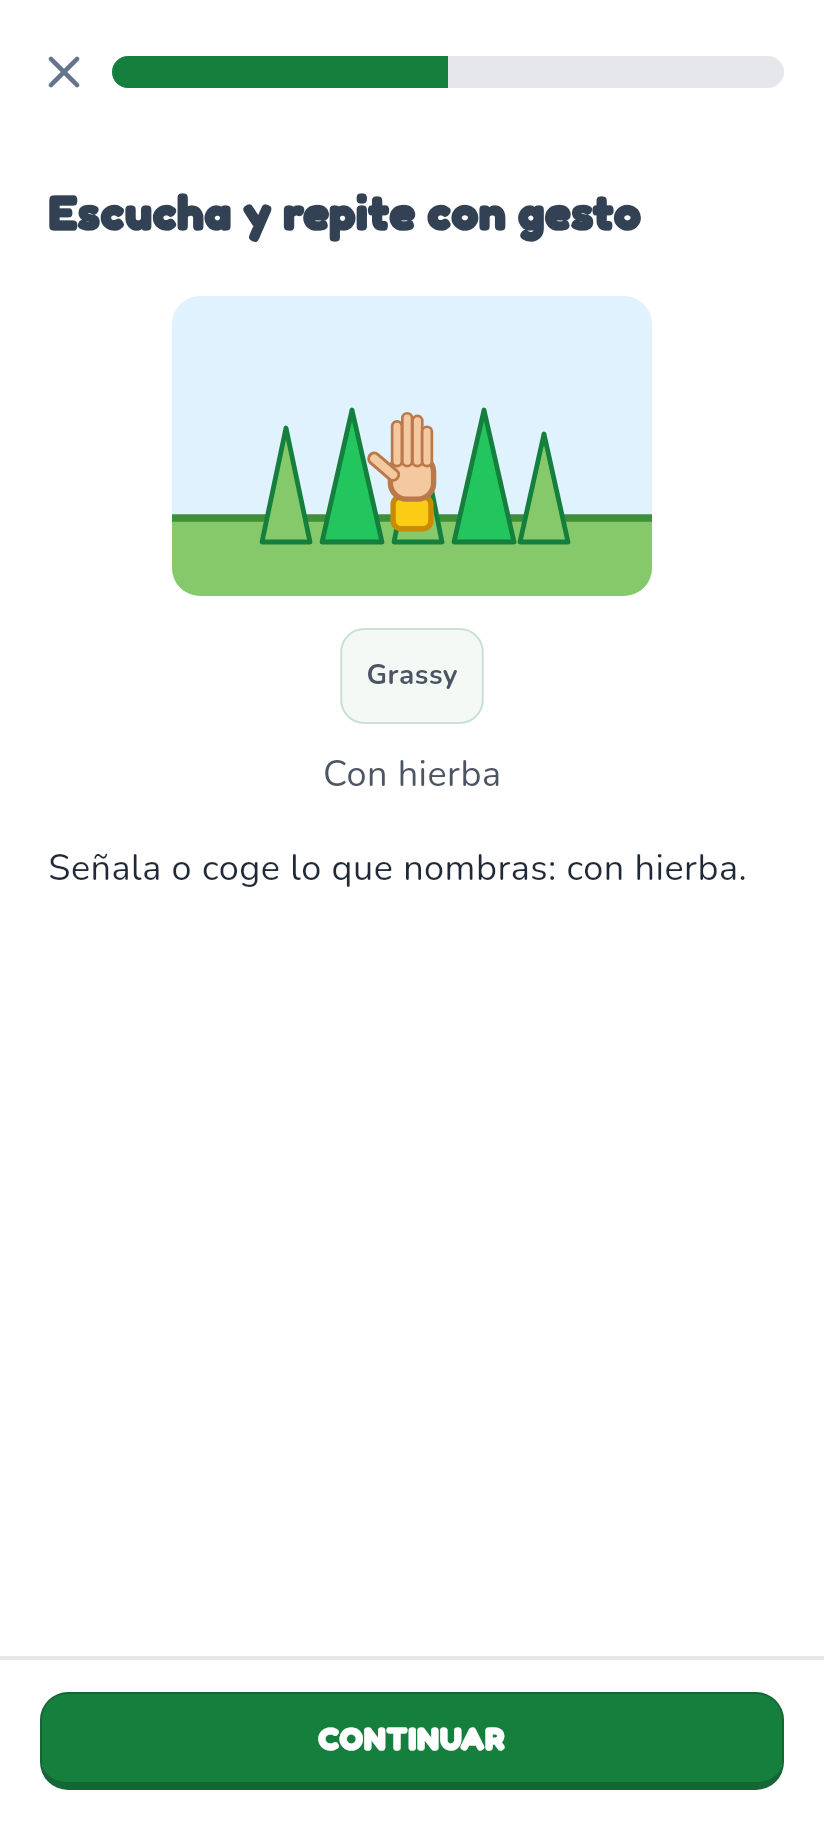 Escucha y repite con gesto
Grassy
Con hierba
Señala o coge lo que nombras: con hierba.
CONTINUAR